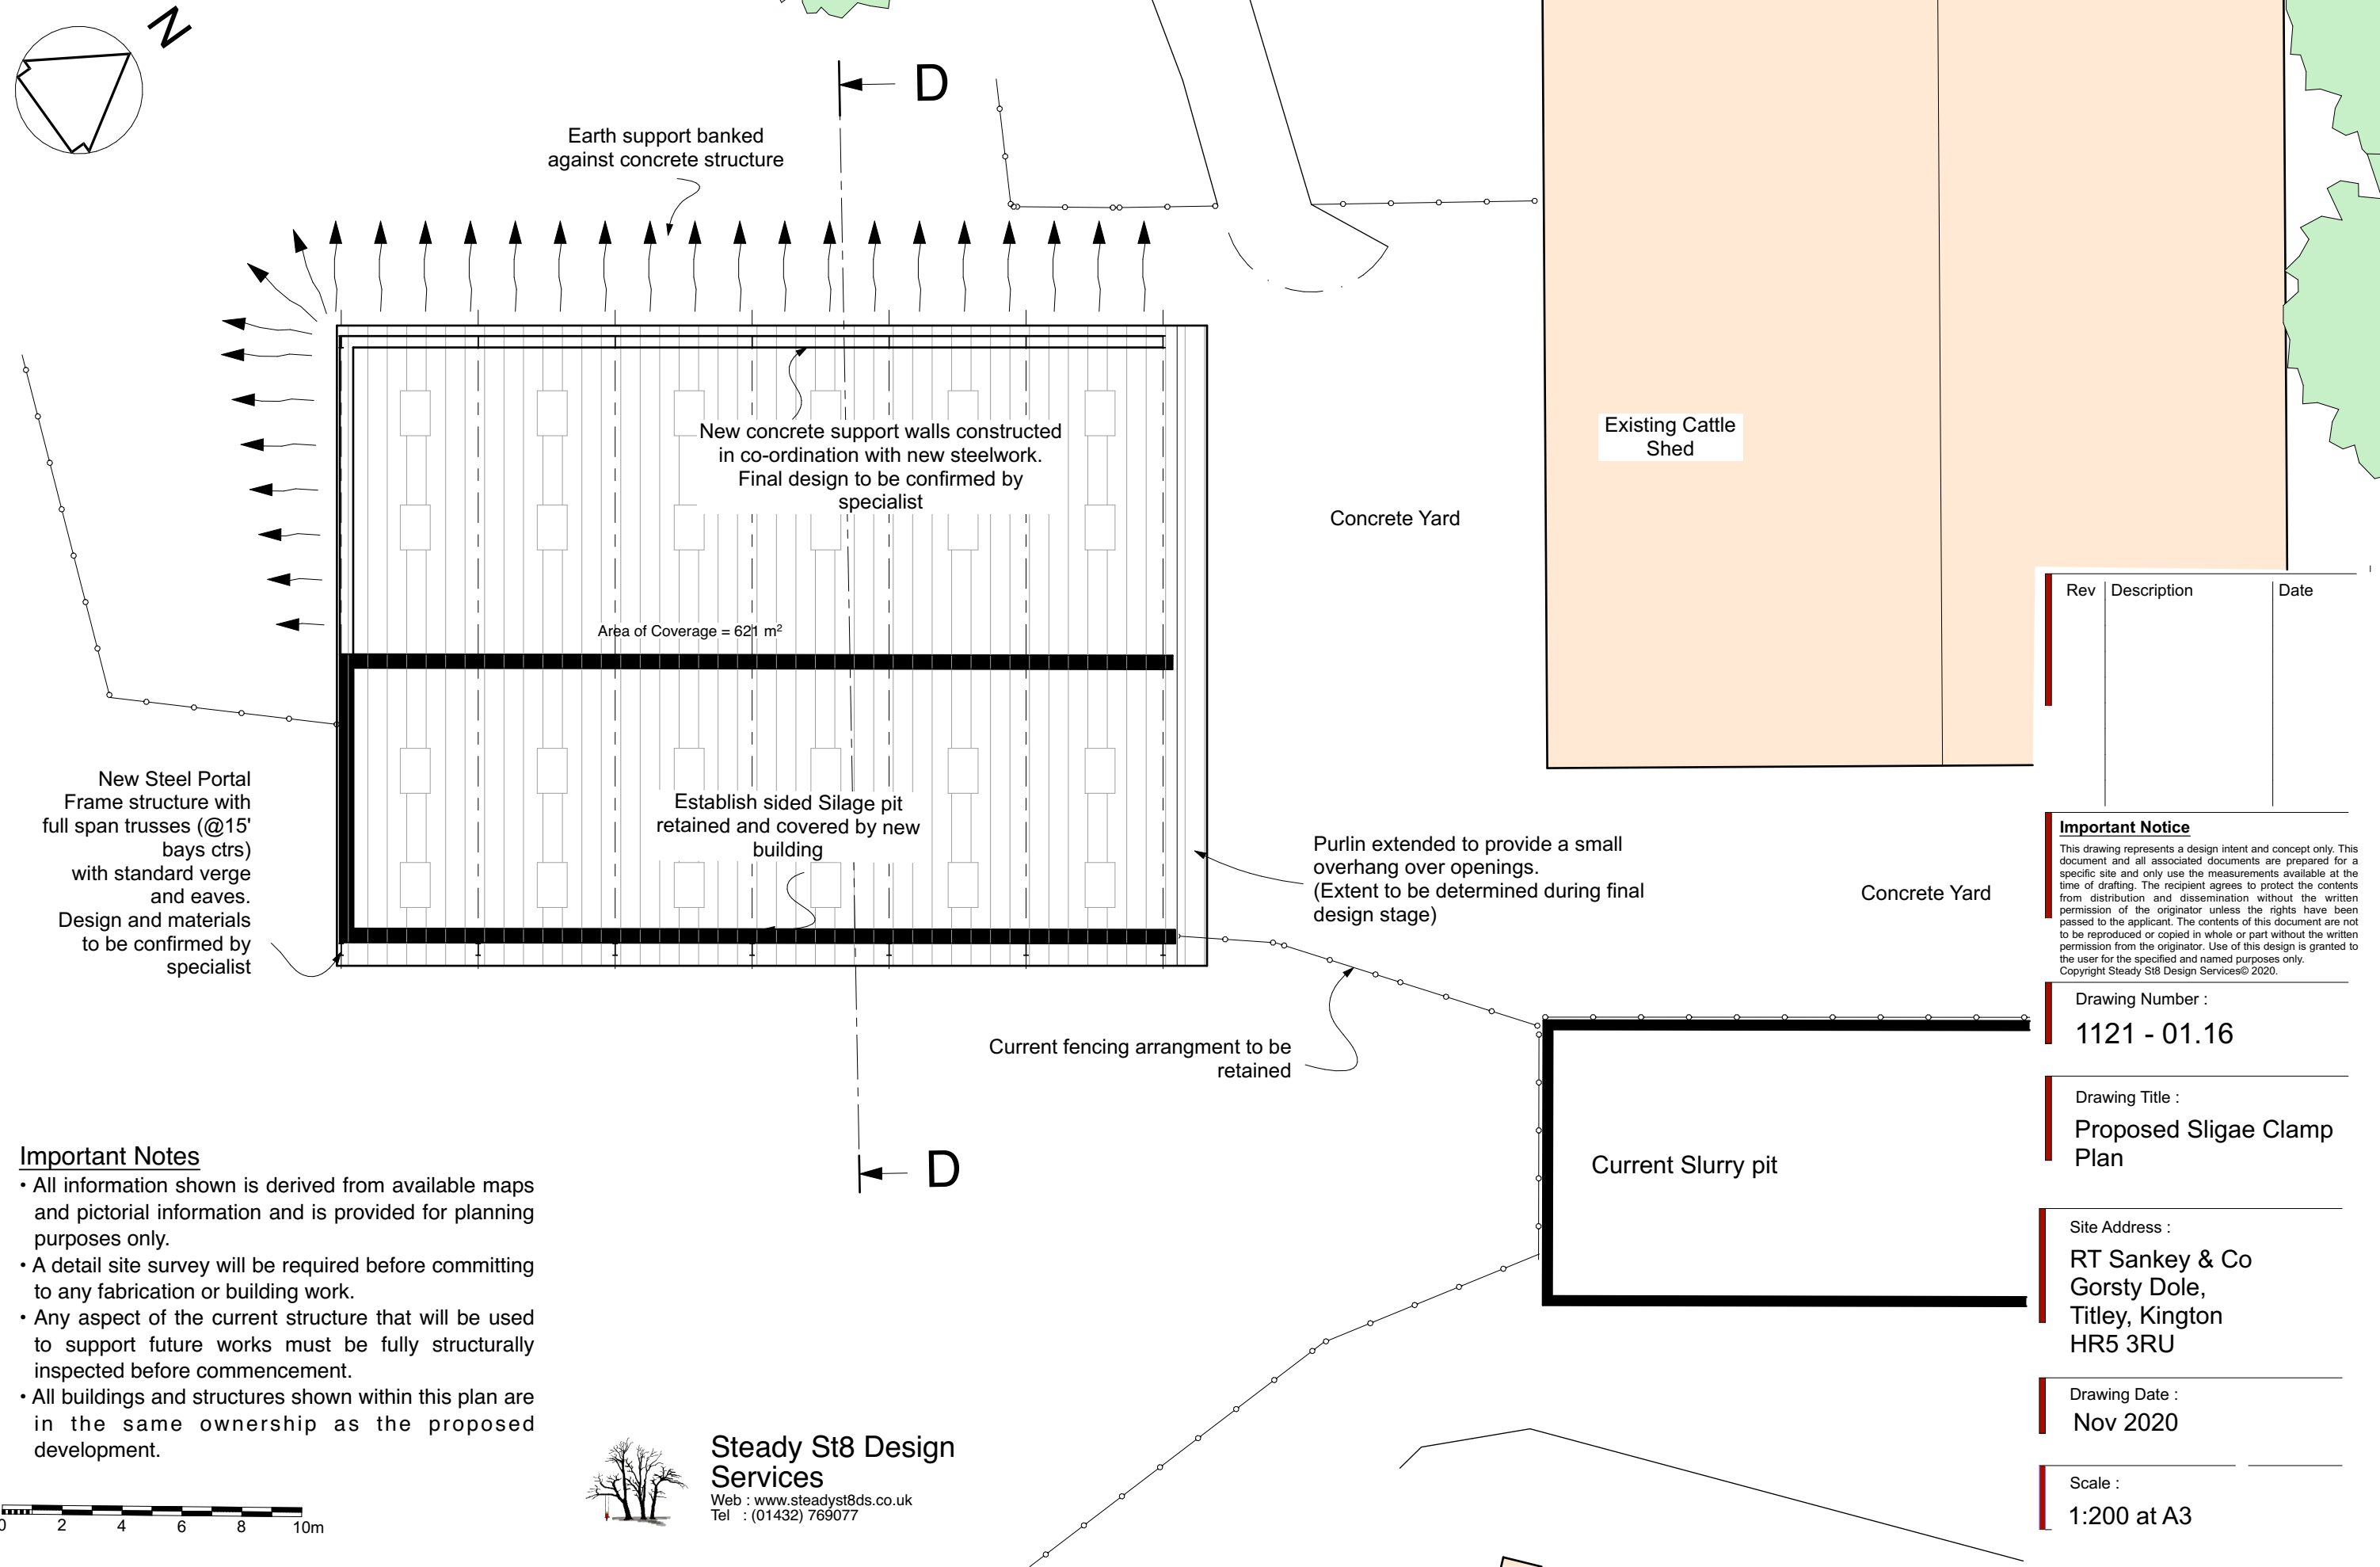 N
D
Earth support banked
against concrete structure
New concrete support walls constructed
in co-ordination with new steelwork.
Final design to be confirmed by
specialist
Existing Cattle
Shed
Concrete Yard
Area of Coverage = 621 m²
New Steel Portal
Frame structure with
full span trusses (@15'
bays ctrs)
with standard verge
and eaves.
Design and materials
to be confirmed by
specialist
Establish sided Silage pit
retained and covered by new
building
Purlin extended to provide a small
overhang over openings.
(Extent to be determined during final
design stage)
Concrete Yard
Current fencing arrangment to be
retained
D
Current Slurry pit
Important Notes
• All information shown is derived from available maps
and pictorial information and is provided for planning
purposes only.
• A detail site survey will be required before committing
to any fabrication or building work.
• Any aspect of the current structure that will be used
to support future works must be fully structurally
inspected before commencement.
• All buildings and structures shown within this plan are
in the same ownership as the proposed
development.
0 2 4 6 8 10m
Steady St8 Design
Services
Web : www.steadyst8ds.co.uk
Tel : (01432) 769077
Rev Description Date
Important Notice
This drawing represents a design intent and concept only. This
document and all associated documents are prepared for a
specific site and only use the measurements available at the
time of drafting. The recipient agrees to protect the contents
from distribution and dissemination without the written
permission of the originator unless the rights have been
passed to the applicant. The contents of this document are not
to be reproduced or copied in whole or part without the written
permission from the originator. Use of this design is granted to
the user for the specified and named purposes only.
Copyright Steady St8 Design Services© 2020.
Drawing Number :
1121 - 01.16
Drawing Title :
Proposed Sligae Clamp
Plan
Site Address :
RT Sankey & Co
Gorsty Dole,
Titley, Kington
HR5 3RU
Drawing Date :
Nov 2020
Scale :
1:200 at A3